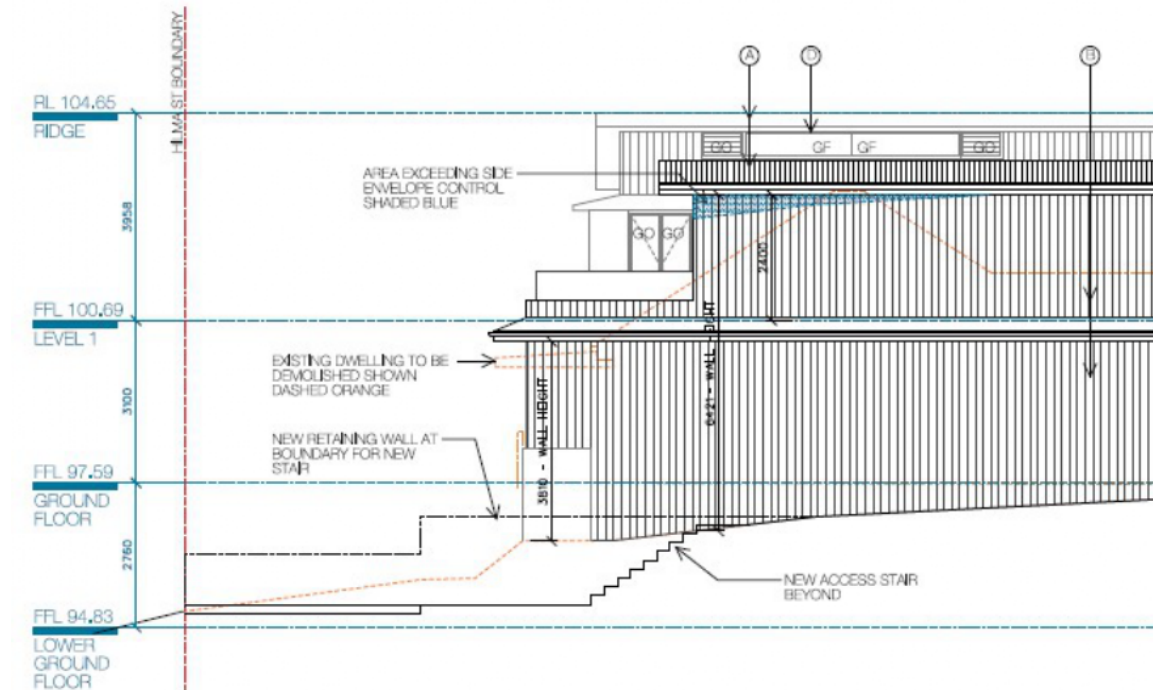 HILMA ST BOUNDARY
A
D
B
RL 104.65
RIDGE
GO
GF
GF
GO
AREA EXCEEDING SIDE
ENVELOPE CONTROL
SHADED BLUE
3958
GO
GO
2400
FFL 100.69
LEVEL 1
EXISTING DWELLING TO BE
DEMOLISHED SHOWN
DASHED ORANGE
6421 - WALL HEIGHT
3810 - WALL HEIGHT
3100
NEW RETAINING WALL AT
BOUNDARY FOR NEW
STAIR
FFL 97.59
GROUND
FLOOR
2760
NEW ACCESS STAIR
BEYOND
FFL 94.83
LOWER
GROUND
FLOOR